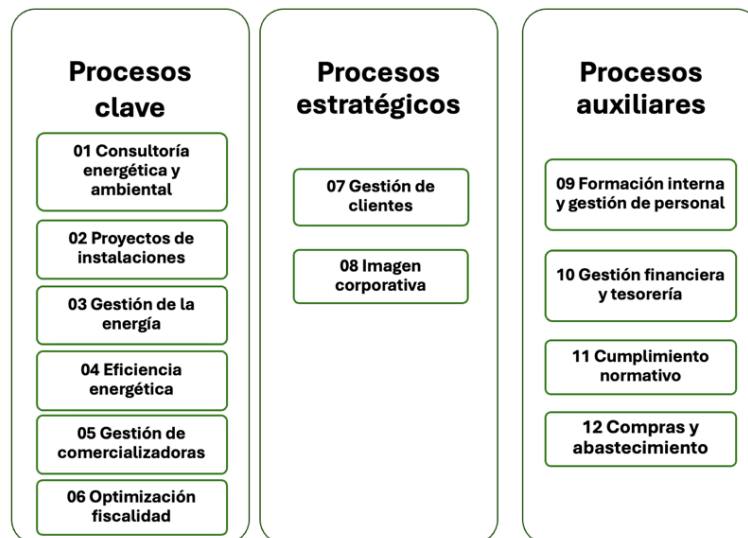 Procesos
clave
01 Consultoría
energética y
ambiental
02 Proyectos de
instalaciones
03 Gestión de la
energía
04 Eficiencia
energética
05 Gestión de
comercializadoras
06 Optimización
fiscalidad
Procesos
estratégicos
07 Gestión de
clientes
08 Imagen
corporativa
Procesos
auxiliares
09 Formación interna
y gestión de personal
10 Gestión financiera
y tesorería
11 Cumplimiento
normativo
12 Compras y
abastecimiento